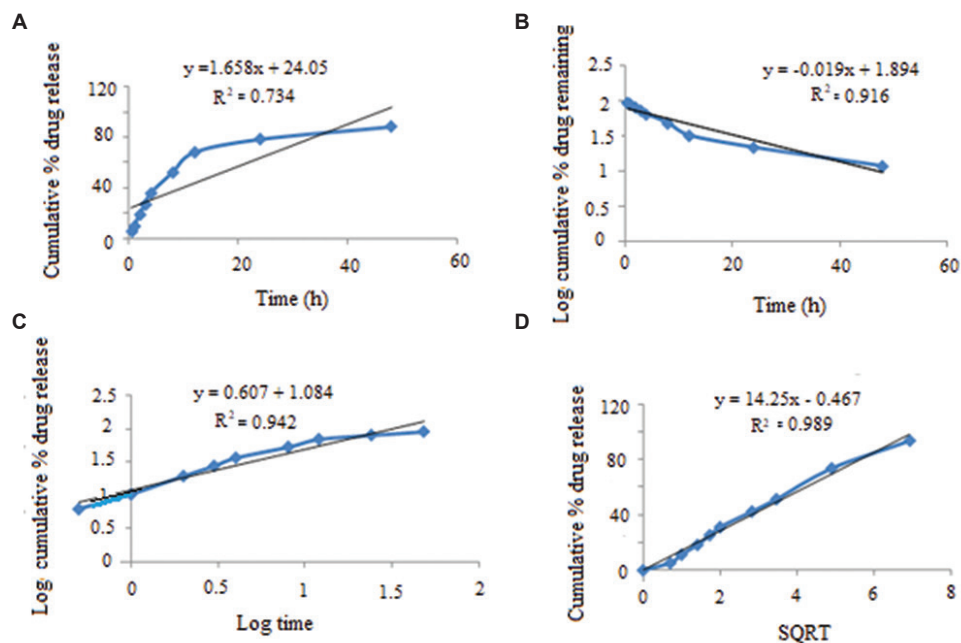 A
Cumulative % drug release
y =1.658x + 24.05
R² = 0.734
120
80
40
0
0
20
40
60
Time (h)
B
Log cumulative % drug remaining
y = -0.019x + 1.894
R² = 0.916
2.5
2
1.5
1
0.5
0
0
20
40
60
Time (h)
C
Log cumulative % drug release
y = 0.607 + 1.084
R² = 0.942
2.5
2
1.5
1
0.5
0
0
0.5
1
1.5
2
Log time
D
Cumulative % drug release
y = 14.25x - 0.467
R² = 0.989
120
80
40
0
0
2
4
6
8
SQRT